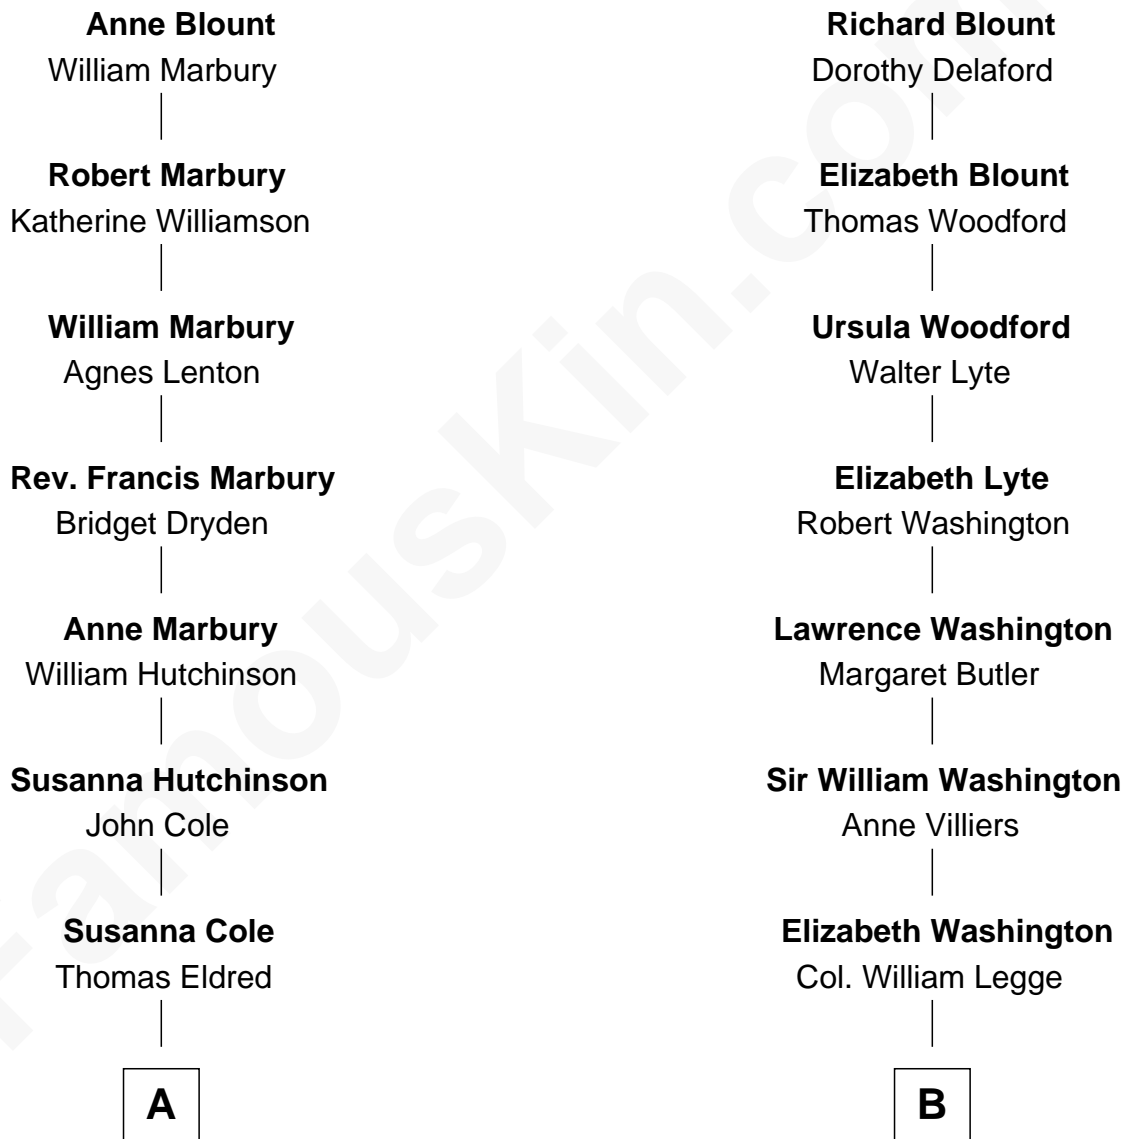 Anne Blount
William Marbury
Robert Marbury
Katherine Williamson
William Marbury
Agnes Lenton
Rev. Francis Marbury
Bridget Dryden
Anne Marbury
William Hutchinson
Susanna Hutchinson
John Cole
Susanna Cole
Thomas Eldred
A
Richard Blount
Dorothy Delaford
Elizabeth Blount
Thomas Woodford
Ursula Woodford
Walter Lyte
Elizabeth Lyte
Robert Washington
Lawrence Washington
Margaret Butler
Sir William Washington
Anne Villiers
Elizabeth Washington
Col. William Legge
B
FamousKin.com